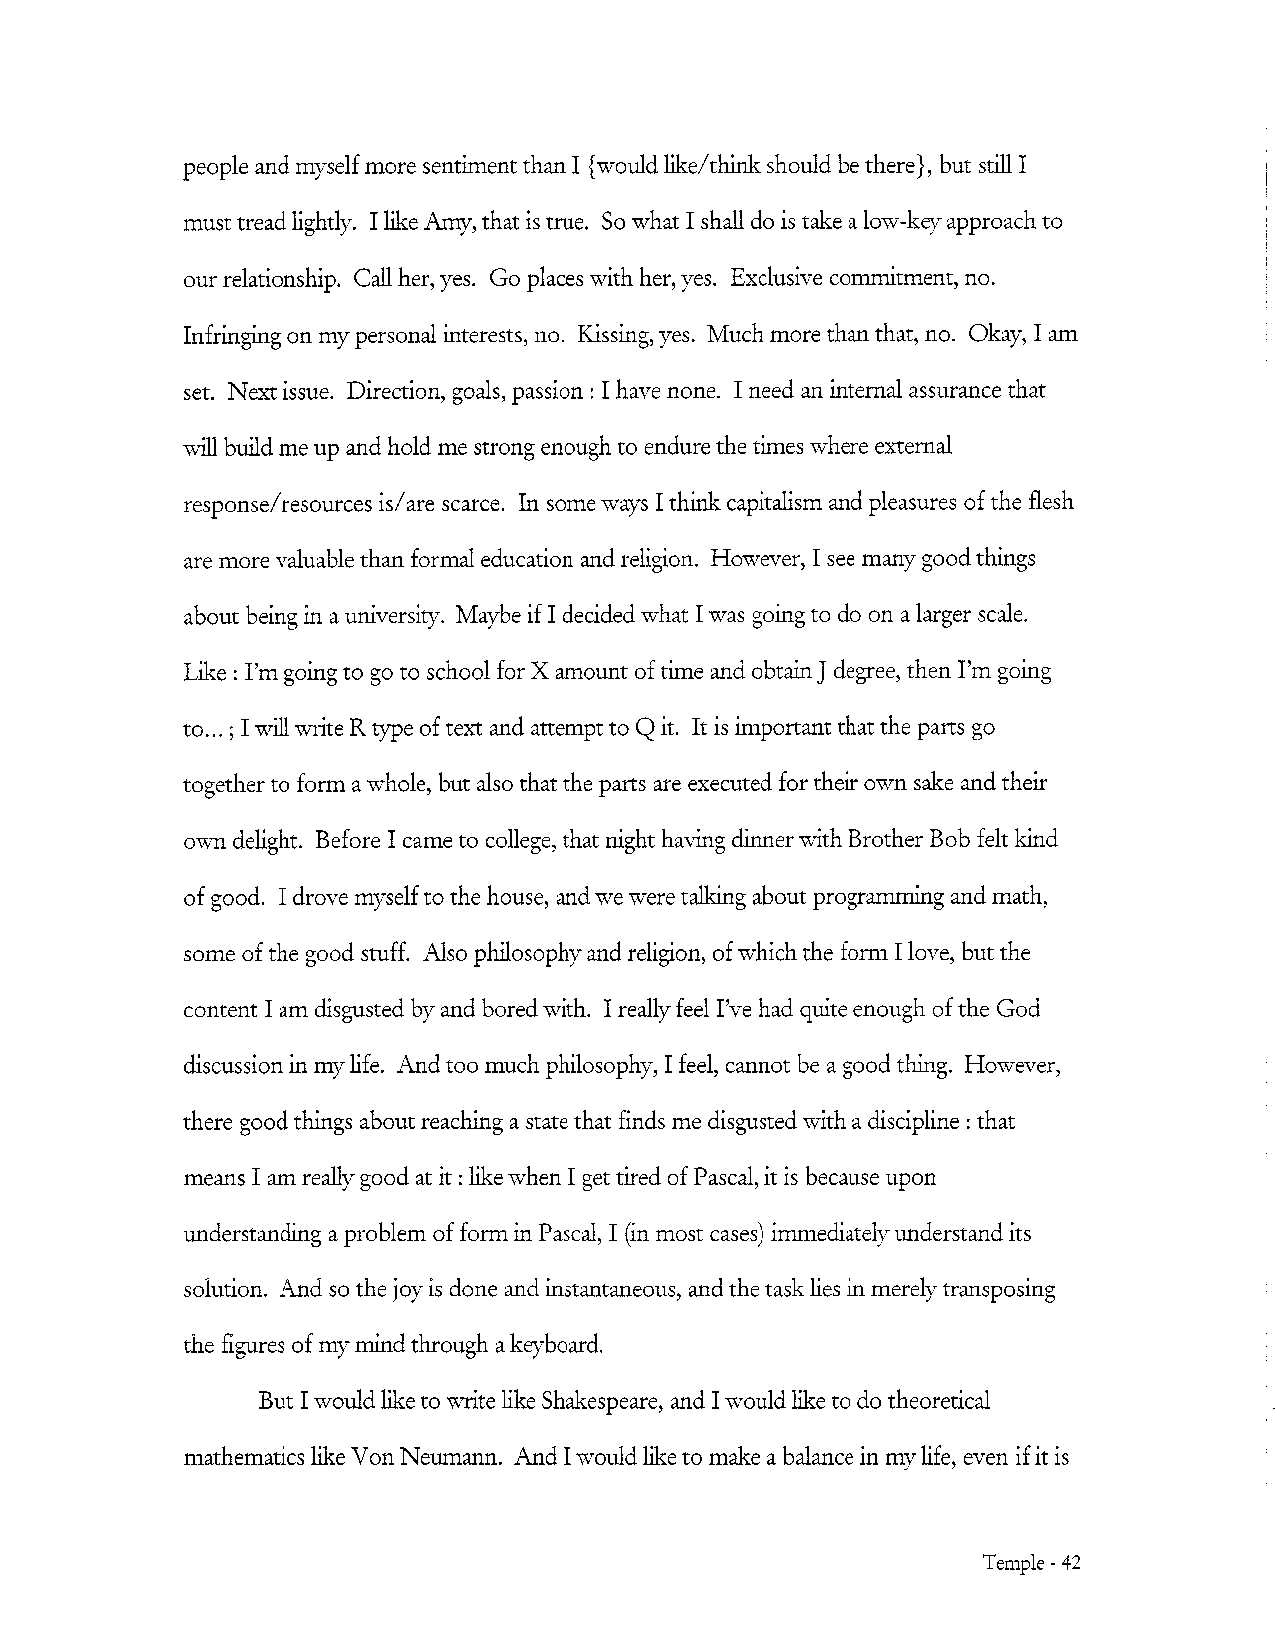 people and myself more sentiment than I {would like/think should be there}, but still I
must tread lightly.  I like Amy, that is true.  So what I shall do is take a low-key approach to
our relationship.  Call her, yes.  Go places with her, yes.  Exclusive commitment, no.
Infringing on my personal interests, no.  Kissing, yes.  Much more than that, no.  Okay, I am
set.  Next issue.  Direction, goals, passion : I have none.  I need an internal assurance that
will build me up and hold me strong enough to endure the times where external
response/resources is/are scarce.  In some ways I think capitalism and pleasures of the flesh
are more valuable than formal education and religion.  However, I see many good things
about being in a university.  Maybe if I decided what I was going to do on a larger scale.
Like : I'm going to go to school for X amount of time and obtain J degree, then I'm going
to... ; I will write R type of text and attempt to Q it.  It is important that the parts go
together to form a whole, but also that the parts are executed for their own sake and their
own delight.  Before I came to college, that night having dinner with Brother Bob felt kind
of good.  I drove myself to the house, and we were talking about programming and math,
some of the good stuff.  Also philosophy and religion, of which the form I love, but the
content I am disgusted by and bored with.  I really feel I've had quite enough of the God
discussion in my life.  And too much philosophy, I feel, cannot be a good thing.  However,
there good things about reaching a state that finds me disgusted with a discipline : that
means I am really good at it : like when I get tired of Pascal, it is because upon
understanding a problem of form in Pascal, I (in most cases) immediately understand its
solution.  And so the joy is done and instantaneous, and the task lies in merely transposing
the figures of my mind through a keyboard.
But I would like to write like Shakespeare, and I would like to do theoretical
mathematics like Von Neumann.  And I would like to make a balance in my life, even if it is
Temple - 42